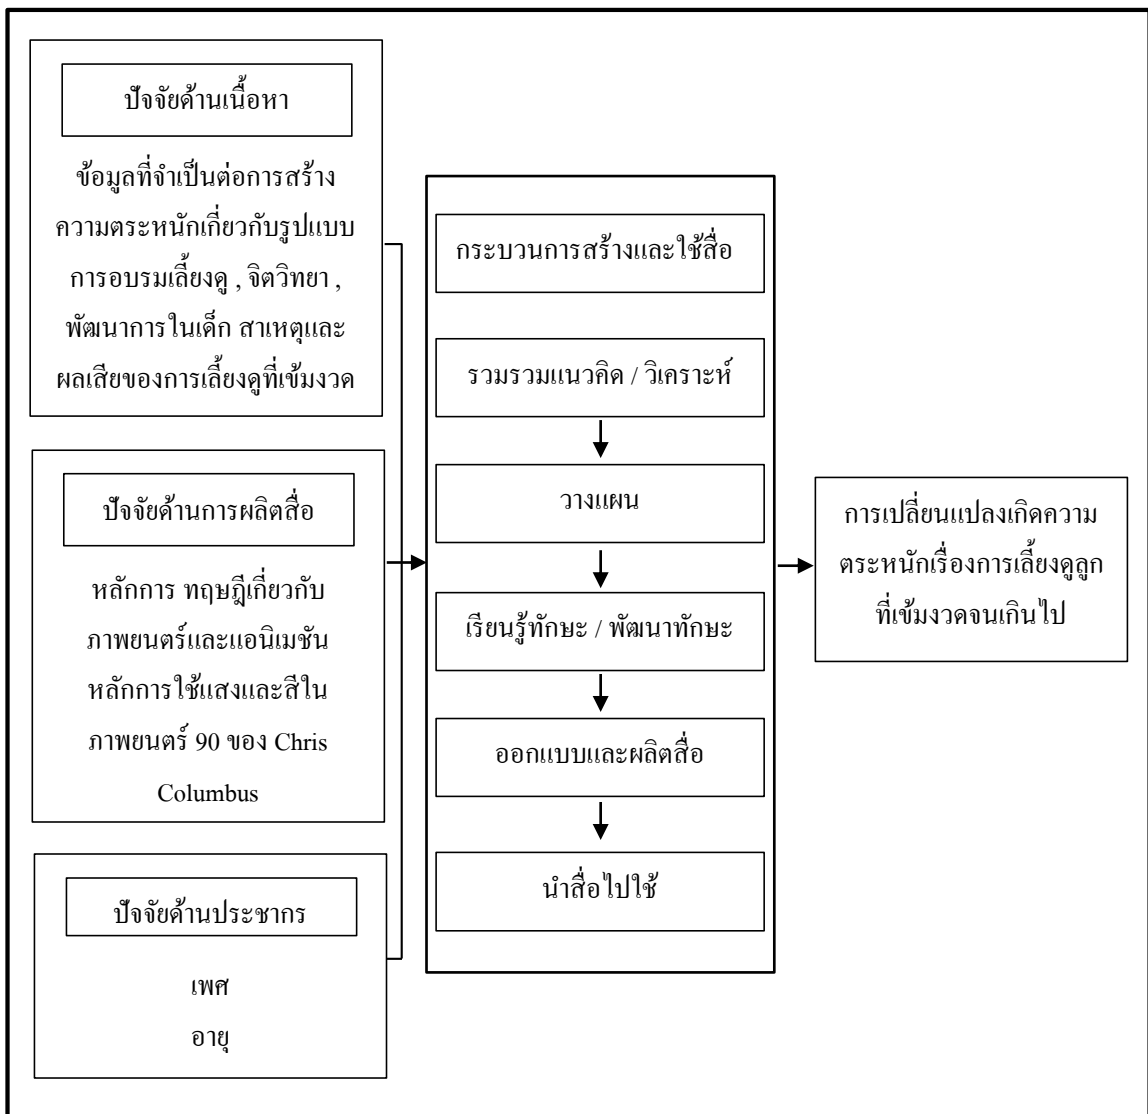 ปัจจัยด้านเนื้อหา
ข้อมูลที่จำเป็นต่อการสร้าง
ความตระหนักเกี่ยวกับรูปแบบ
การอบรมเลี้ยงดู , จิตวิทยา ,
พัฒนาการในเด็ก สาเหตุและ
ผลเสียของการเลี้ยงดูที่เข้มงวด
ปัจจัยด้านการผลิตสื่อ
หลักการ ทฤษฎีเกี่ยวกับ
ภาพยนตร์และแอนิเมชัน
หลักการใช้แสงและสีใน
ภาพยนตร์ 90 ของ Chris
Columbus
ปัจจัยด้านประชากร
เพศ
อายุ
กระบวนการสร้างและใช้สื่อ
รวมรวมแนวคิด / วิเคราะห์
วางแผน
เรียนรู้ทักษะ / พัฒนาทักษะ
ออกแบบและผลิตสื่อ
นำสื่อไปใช้
การเปลี่ยนแปลงเกิดความ
ตระหนักเรื่องการเลี้ยงดูลูก
ที่เข้มงวดจนเกินไป